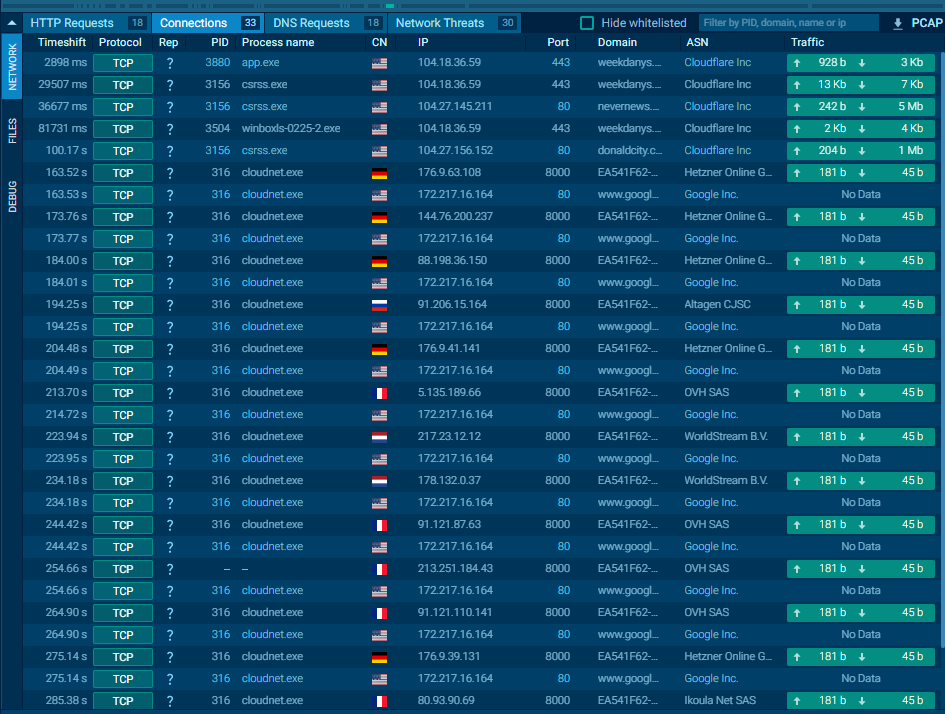 HTTP Requests 18 Connections 33 DNS Requests 18 Network Threats 30 Hide whitelisted Filter by PID, domain, name or ip PCAP
NETWORK
FILES
DEBUG
Timeshift Protocol Rep PID Process name CN IP Port Domain ASN Traffic
2898 ms TCP ? 3880 app.exe 104.18.36.59 443 weekdanys.... Cloudflare Inc ↑ 928 b ↓ 3 Kb
29507 ms TCP ? 3156 csrss.exe 104.18.36.59 443 weekdanys.... Cloudflare Inc ↑ 13 Kb ↓ 7 Kb
36677 ms TCP ? 3156 csrss.exe 104.27.145.211 80 nevernews.... Cloudflare Inc ↑ 242 b ↓ 5 Mb
81731 ms TCP ? 3504 winboxls-0225-2.exe 104.18.36.59 443 weekdanys.... Cloudflare Inc ↑ 2 Kb ↓ 4 Kb
100.17 s TCP ? 3156 csrss.exe 104.27.156.152 80 donaldcity.c... Cloudflare Inc ↑ 204 b ↓ 1 Mb
163.52 s TCP ? 316 cloudnet.exe 176.9.63.108 8000 EA541F62-... Hetzner Online G... ↑ 181 b ↓ 45 b
163.53 s TCP ? 316 cloudnet.exe 172.217.16.164 80 www.googl... Google Inc. No Data
173.76 s TCP ? 316 cloudnet.exe 144.76.200.237 8000 EA541F62-... Hetzner Online G... ↑ 181 b ↓ 45 b
173.77 s TCP ? 316 cloudnet.exe 172.217.16.164 80 www.googl... Google Inc. No Data
184.00 s TCP ? 316 cloudnet.exe 88.198.36.150 8000 EA541F62-... Hetzner Online G... ↑ 181 b ↓ 45 b
184.01 s TCP ? 316 cloudnet.exe 172.217.16.164 80 www.googl... Google Inc. No Data
194.25 s TCP ? 316 cloudnet.exe 91.206.15.164 8000 EA541F62-... Altagen CJSC ↑ 181 b ↓ 45 b
194.25 s TCP ? 316 cloudnet.exe 172.217.16.164 80 www.googl... Google Inc. No Data
204.48 s TCP ? 316 cloudnet.exe 176.9.41.141 8000 EA541F62-... Hetzner Online G... ↑ 181 b ↓ 45 b
204.49 s TCP ? 316 cloudnet.exe 172.217.16.164 80 www.googl... Google Inc. No Data
213.70 s TCP ? 316 cloudnet.exe 5.135.189.66 8000 EA541F62-... OVH SAS ↑ 181 b ↓ 45 b
214.72 s TCP ? 316 cloudnet.exe 172.217.16.164 80 www.googl... Google Inc. No Data
223.94 s TCP ? 316 cloudnet.exe 217.23.12.12 8000 EA541F62-... WorldStream B.V. ↑ 181 b ↓ 45 b
223.95 s TCP ? 316 cloudnet.exe 172.217.16.164 80 www.googl... Google Inc. No Data
234.18 s TCP ? 316 cloudnet.exe 178.132.0.37 8000 EA541F62-... WorldStream B.V. ↑ 181 b ↓ 45 b
234.18 s TCP ? 316 cloudnet.exe 172.217.16.164 80 www.googl... Google Inc. No Data
244.42 s TCP ? 316 cloudnet.exe 91.121.87.63 8000 EA541F62-... OVH SAS ↑ 181 b ↓ 45 b
244.42 s TCP ? 316 cloudnet.exe 172.217.16.164 80 www.googl... Google Inc. No Data
254.66 s TCP ? – – 213.251.184.43 8000 EA541F62-... OVH SAS ↑ 181 b ↓ 45 b
254.66 s TCP ? 316 cloudnet.exe 172.217.16.164 80 www.googl... Google Inc. No Data
264.90 s TCP ? 316 cloudnet.exe 91.121.110.141 8000 EA541F62-... OVH SAS ↑ 181 b ↓ 45 b
264.90 s TCP ? 316 cloudnet.exe 172.217.16.164 80 www.googl... Google Inc. No Data
275.14 s TCP ? 316 cloudnet.exe 176.9.39.131 8000 EA541F62-... Hetzner Online G... ↑ 181 b ↓ 45 b
275.14 s TCP ? 316 cloudnet.exe 172.217.16.164 80 www.googl... Google Inc. No Data
285.38 s TCP ? 316 cloudnet.exe 80.93.90.69 8000 EA541F62-... Ikoula Net SAS ↑ 181 b ↓ 45 b